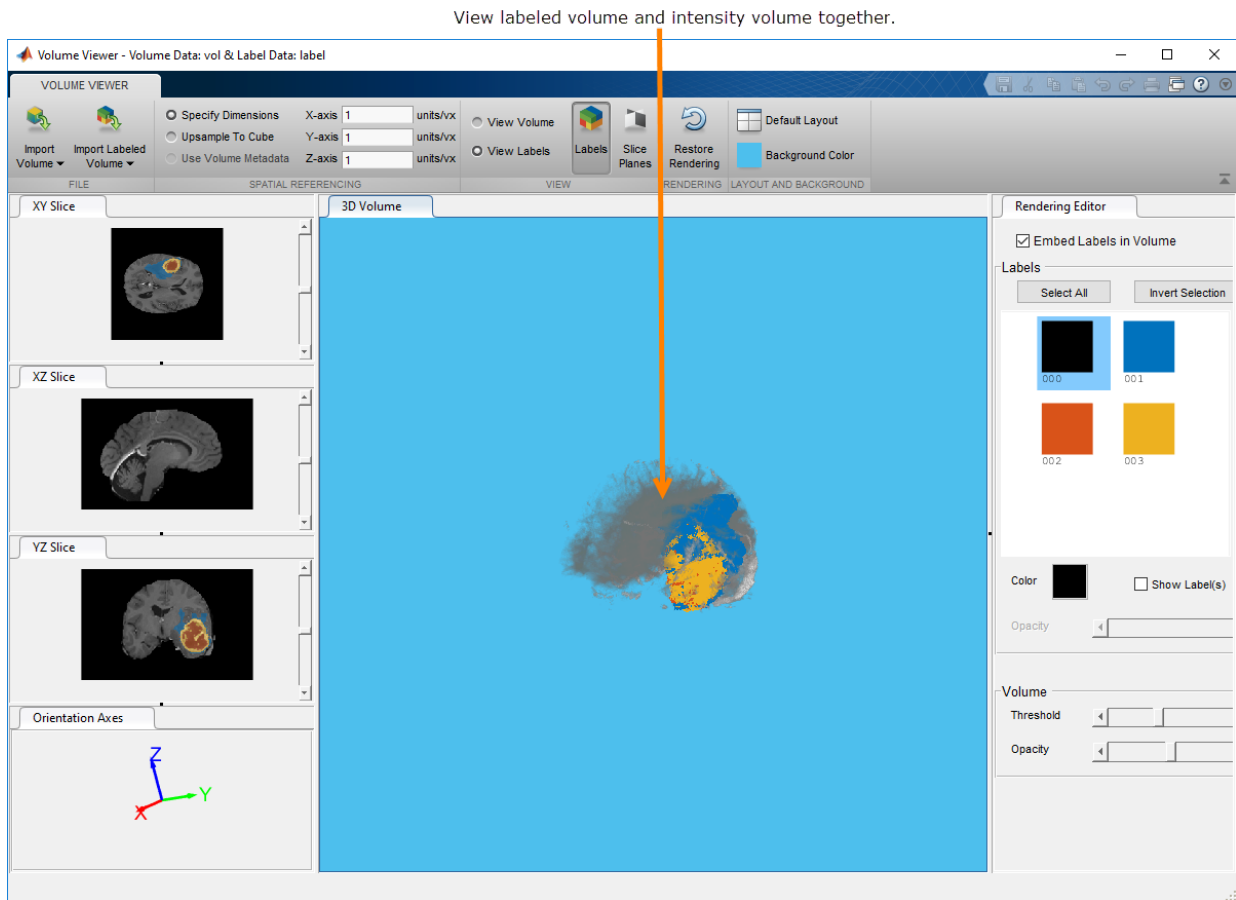 View labeled volume and intensity volume together.
Volume Viewer - Volume Data: vol & Label Data: label
VOLUME VIEWER
Import Volume
Import Labeled Volume
FILE
Specify Dimensions
Upsample To Cube
Use Volume Metadata
X-axis 1 units/vx
Y-axis 1 units/vx
Z-axis 1 units/vx
SPATIAL REFERENCING
View Volume
View Labels
Labels
Slice Planes
VIEW
Restore Rendering
RENDERING
Default Layout
Background Color
LAYOUT AND BACKGROUND
XY Slice
XZ Slice
YZ Slice
Orientation Axes
Z
Y
X
3D Volume
Rendering Editor
Embed Labels in Volume
Labels
Select All
Invert Selection
000
001
002
003
Color
Show Label(s)
Opacity
Volume
Threshold
Opacity